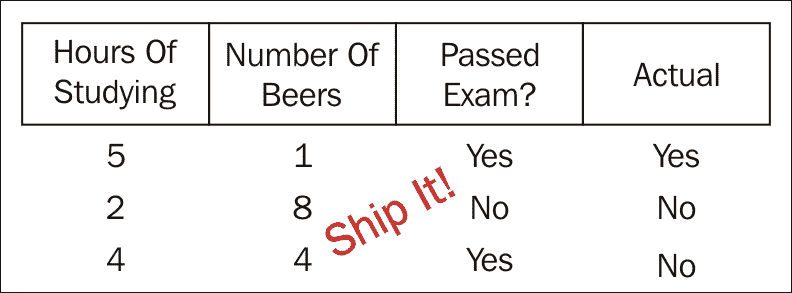 Hours Of Studying Number Of Beers Passed Exam? Actual
5 1 Yes Yes
2 8 No No
4 4 Yes No
Ship It!